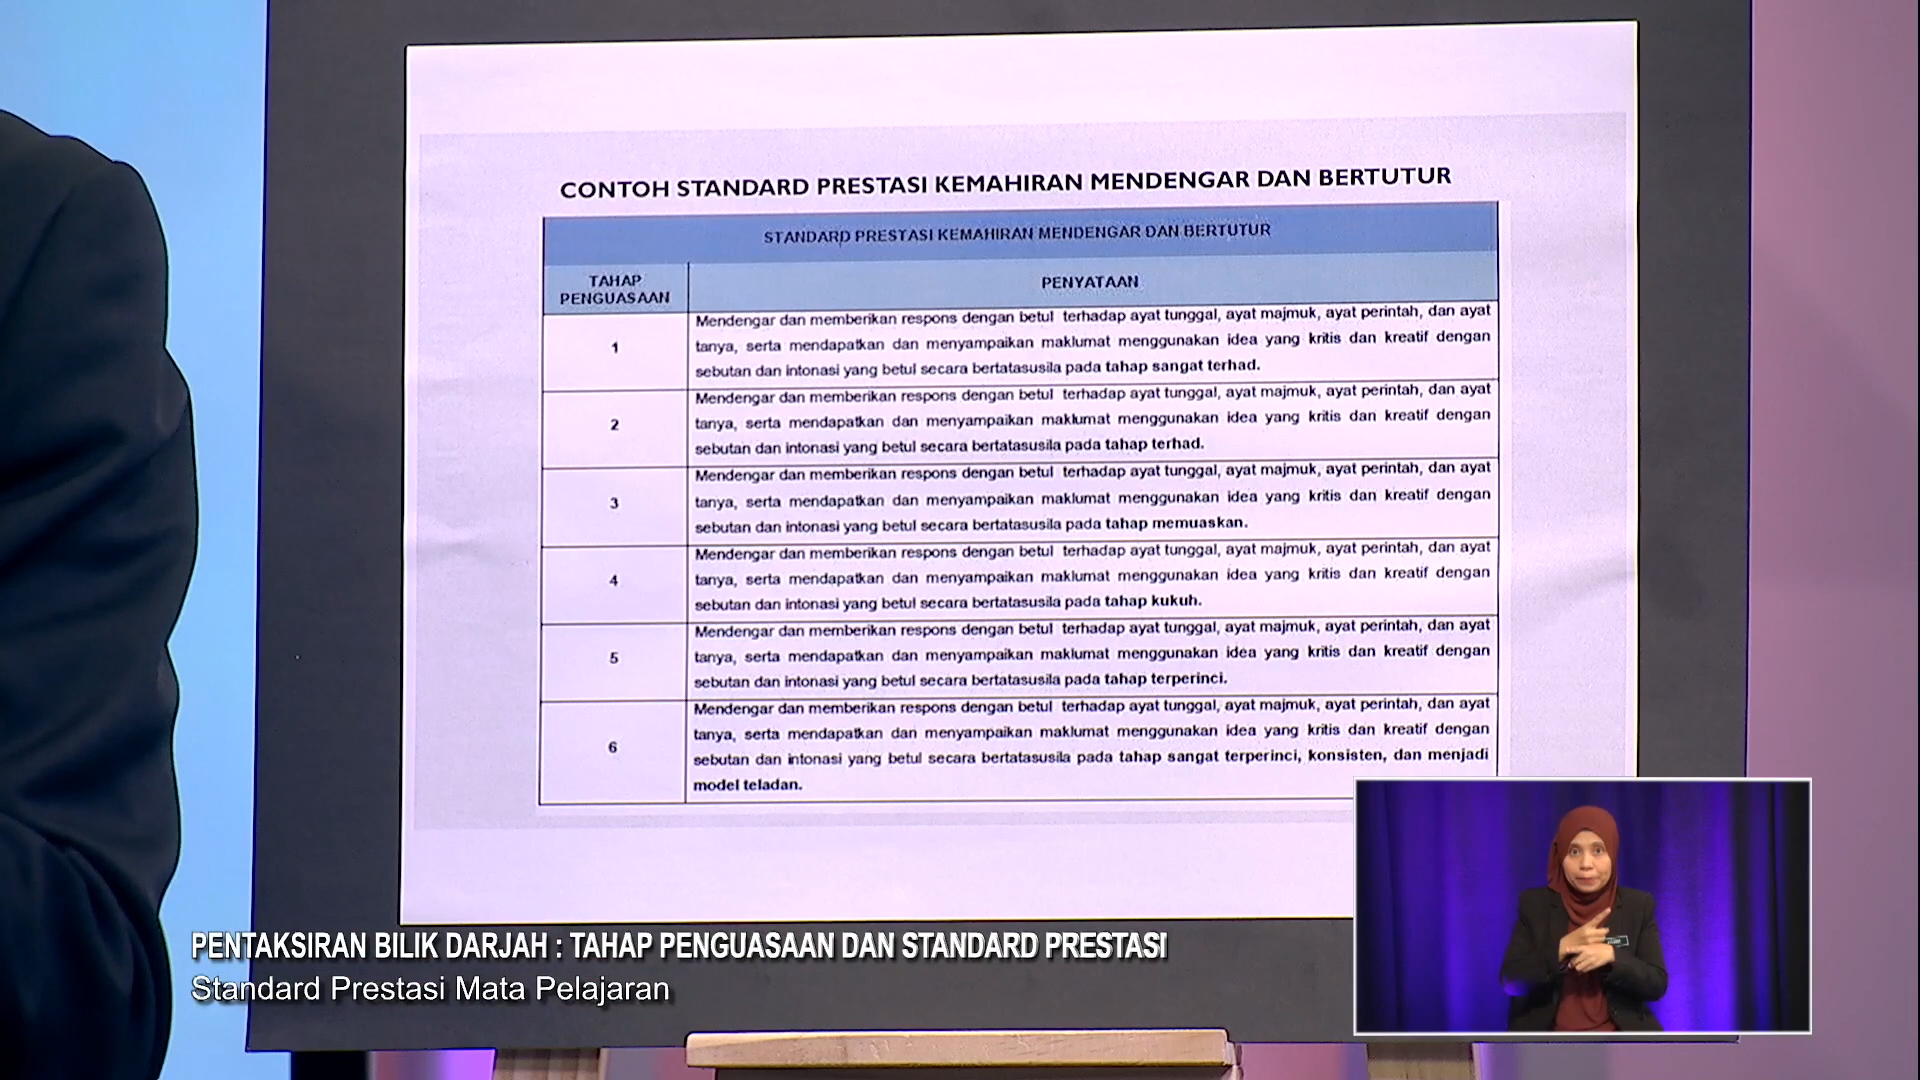 CONTOH STANDARD PRESTASI KEMAHIRAN MENDENGAR DAN BERTUTUR
STANDARD PRESTASI KEMAHIRAN MENDENGAR DAN BERTUTUR
TAHAP
PENGUASAAN
PENYATAAN
1
Mendengar dan memberikan respons dengan betul terhadap ayat tunggal, ayat majmuk, ayat perintah, dan ayat
tanya, serta mendapatkan dan menyampaikan maklumat menggunakan idea yang kritis dan kreatif dengan
sebutan dan intonasi yang betul secara bertatasusila pada tahap sangat terhad.
2
Mendengar dan memberikan respons dengan betul terhadap ayat tunggal, ayat majmuk, ayat perintah, dan ayat
tanya, serta mendapatkan dan menyampaikan maklumat menggunakan idea yang kritis dan kreatif dengan
sebutan dan intonasi yang betul secara bertatasusila pada tahap terhad.
3
Mendengar dan memberikan respons dengan betul terhadap ayat tunggal, ayat majmuk, ayat perintah, dan ayat
tanya, serta mendapatkan dan menyampaikan maklumat menggunakan idea yang kritis dan kreatif dengan
sebutan dan intonasi yang betul secara bertatasusila pada tahap memuaskan.
4
Mendengar dan memberikan respons dengan betul terhadap ayat tunggal, ayat majmuk, ayat perintah, dan ayat
tanya, serta mendapatkan dan menyampaikan maklumat menggunakan idea yang kritis dan kreatif dengan
sebutan dan intonasi yang betul secara bertatasusila pada tahap kukuh.
5
Mendengar dan memberikan respons dengan betul terhadap ayat tunggal, ayat majmuk, ayat perintah, dan ayat
tanya, serta mendapatkan dan menyampaikan maklumat menggunakan idea yang kritis dan kreatif dengan
sebutan dan intonasi yang betul secara bertatasusila pada tahap terperinci.
6
Mendengar dan memberikan respons dengan betul terhadap ayat tunggal, ayat majmuk, ayat perintah, dan ayat
tanya, serta mendapatkan dan menyampaikan maklumat menggunakan idea yang kritis dan kreatif dengan
sebutan dan intonasi yang betul secara bertatasusila pada tahap sangat terperinci, konsisten, dan menjadi
model teladan.
PENTAKSIRAN BILIK DARJAH : TAHAP PENGUASAAN DAN STANDARD PRESTASI
Standard Prestasi Mata Pelajaran